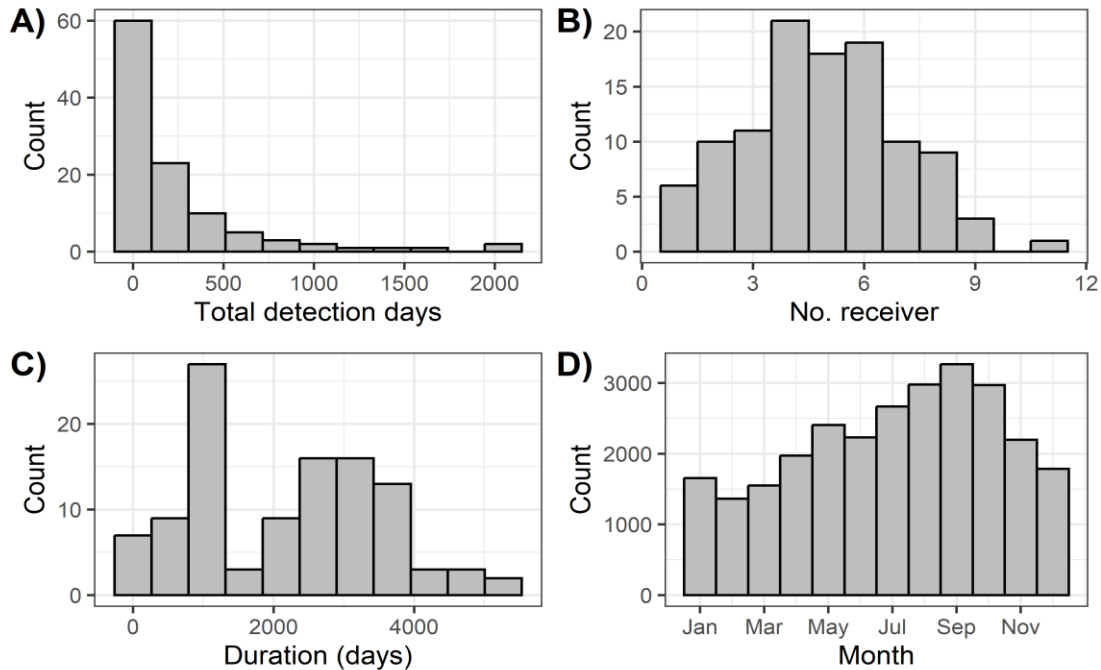 A)
Count
60
40
20
0
0 500 1000 1500 2000
Total detection days
B)
Count
20
15
10
5
0
0 3 6 9 12
No. receiver
C)
Count
20
10
0
0 2000 4000
Duration (days)
D)
Count
3000
2000
1000
0
Jan Mar May Jul Sep Nov
Month